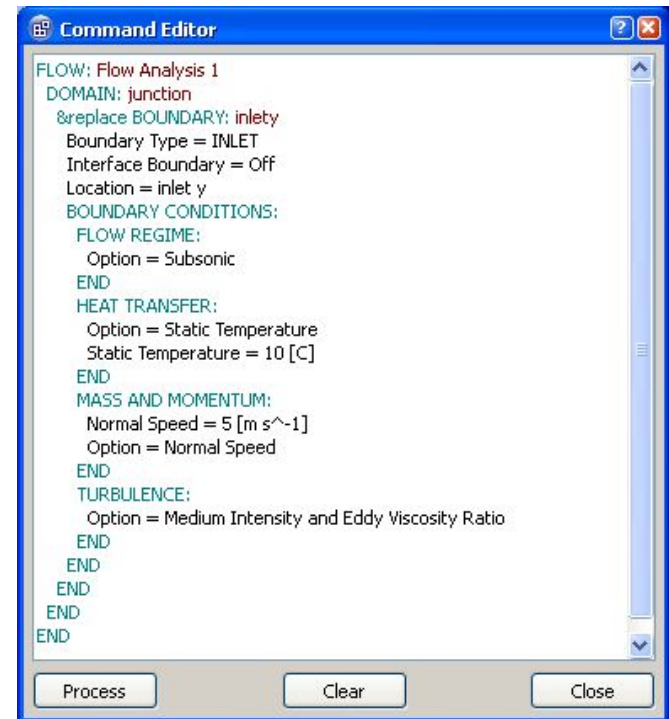 Command Editor
FLOW: Flow Analysis 1
DOMAIN: junction
&replace BOUNDARY: inlety
Boundary Type = INLET
Interface Boundary = Off
Location = inlet y
BOUNDARY CONDITIONS:
FLOW REGIME:
Option = Subsonic
END
HEAT TRANSFER:
Option = Static Temperature
Static Temperature = 10 [C]
END
MASS AND MOMENTUM:
Normal Speed = 5 [m s^-1]
Option = Normal Speed
END
TURBULENCE:
Option = Medium Intensity and Eddy Viscosity Ratio
END
END
END
END
END
Process Clear Close